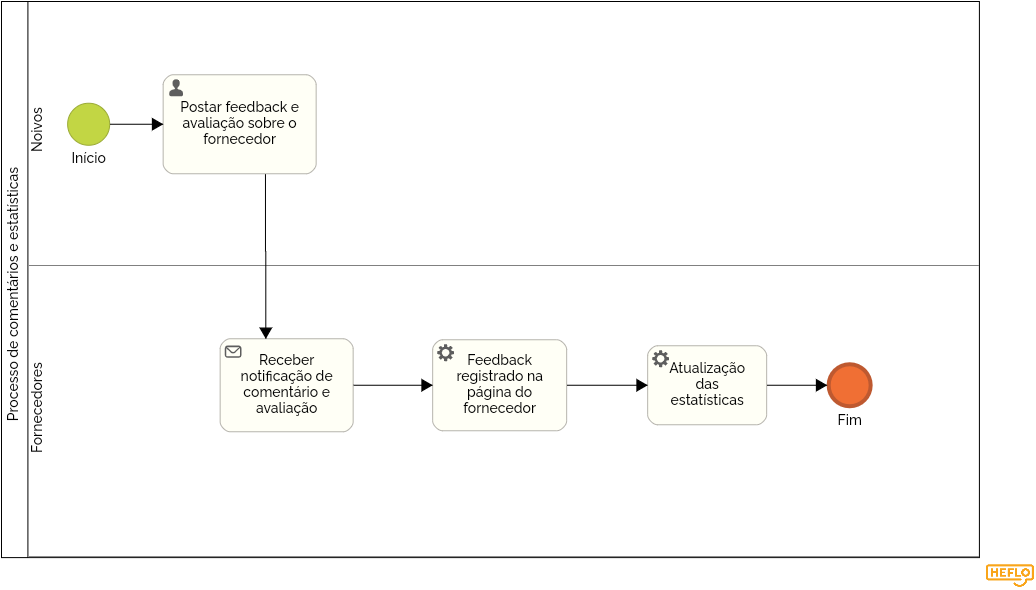 Processo de comentários e estatísticas
Noivos
Início
Postar feedback e
avaliação sobre o
fornecedor
Fornecedores
Receber
notificação de
comentário e
avaliação
Feedback
registrado na
página do
fornecedor
Atualização
das
estatísticas
Fim
HEFLO